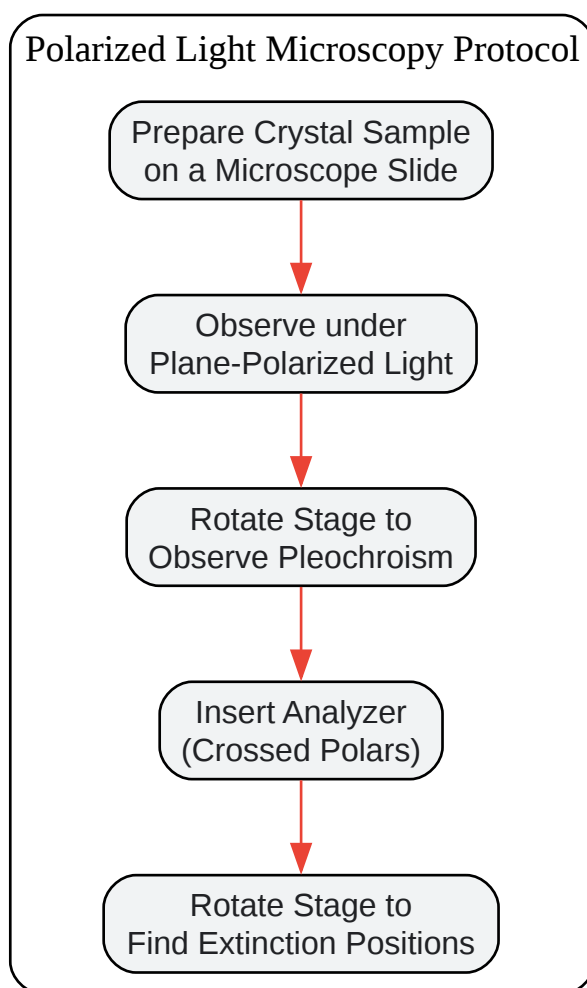 Polarized Light Microscopy Protocol
Prepare Crystal Sample
on a Microscope Slide
Observe under
Plane-Polarized Light
Rotate Stage to
Observe Pleochroism
Insert Analyzer
(Crossed Polars)
Rotate Stage to
Find Extinction Positions